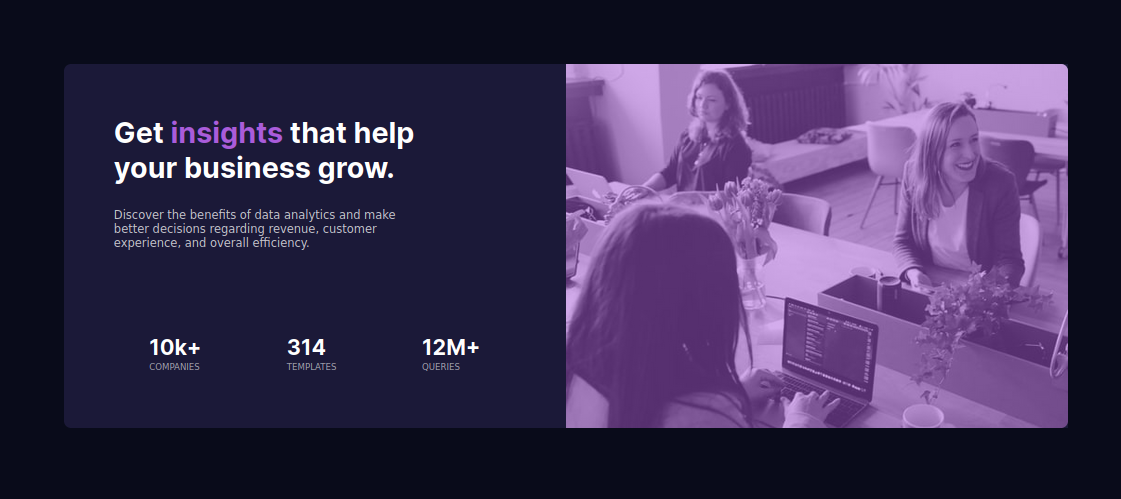 Get insights that help
your business grow.
Discover the benefits of data analytics and make
better decisions regarding revenue, customer
experience, and overall efficiency.
10k+ 314 12M+
COMPANIES TEMPLATES QUERIES